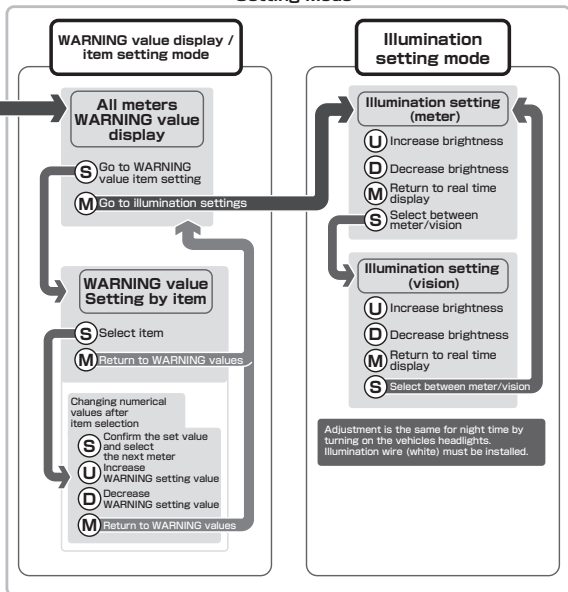 Setting Mode
WARNING value display /
item setting mode
All meters
WARNING value
display
S Go to WARNING
value item setting
M Go to illumination settings
WARNING value
Setting by item
S Select item
M Return to WARNING values
Changing numerical
values after
item selection
S Confirm the set value
and select
the next meter
U Increase
WARNING setting value
D Decrease
WARNING setting value
M Return to WARNING values
Illumination
setting mode
Illumination setting
(meter)
U Increase brightness
D Decrease brightness
M Return to real time
display
S Select between
meter/vision
Illumination setting
(vision)
U Increase brightness
D Decrease brightness
M Return to real time
display
S Select between meter/vision
Adjustment is the same for night time by
turning on the vehicles headlights.
Illumination wire (white) must be installed.